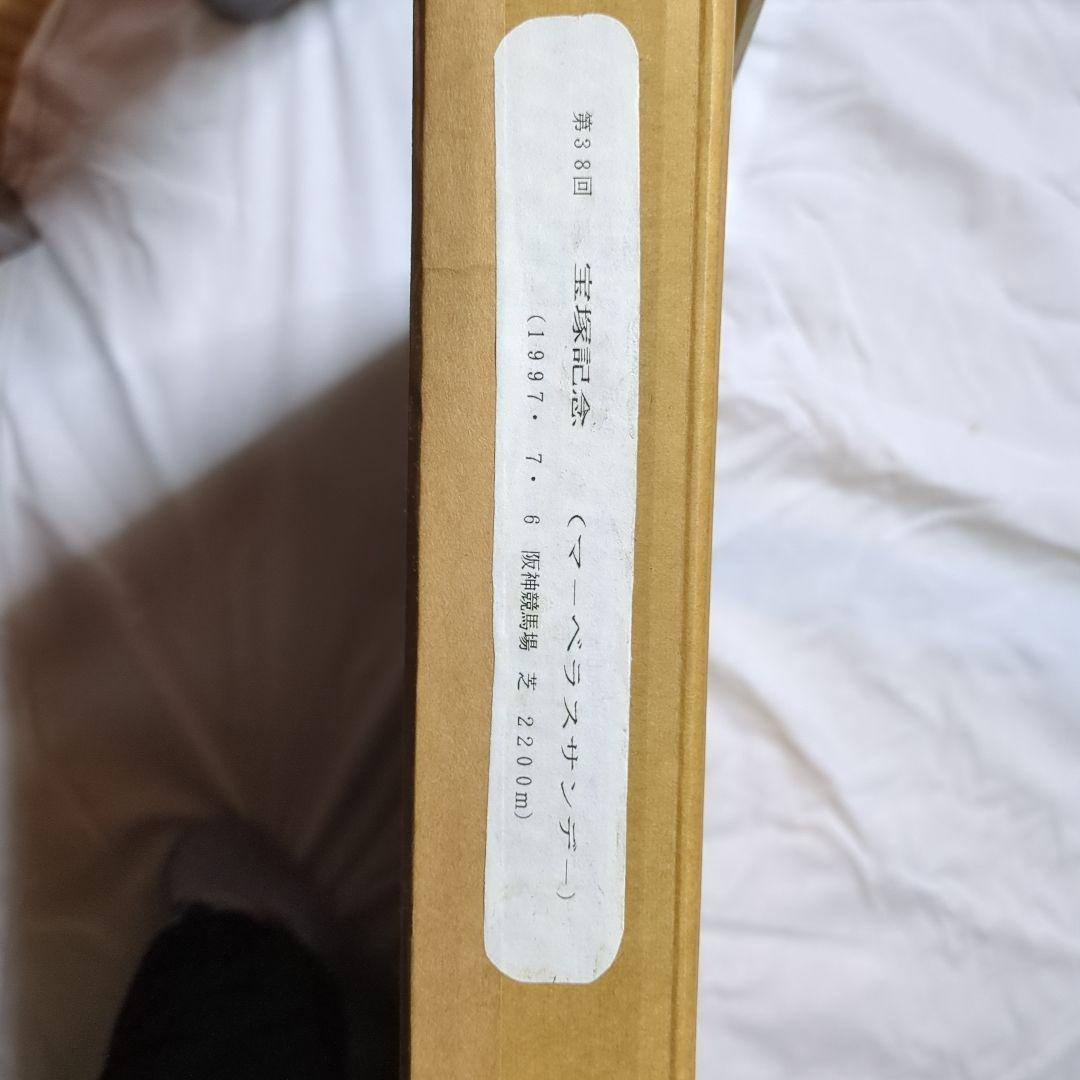 第38回 宝塚記念 (マーベラスサンデー)
(1997・ 7・ 6 阪神競馬場 芝 2200m)